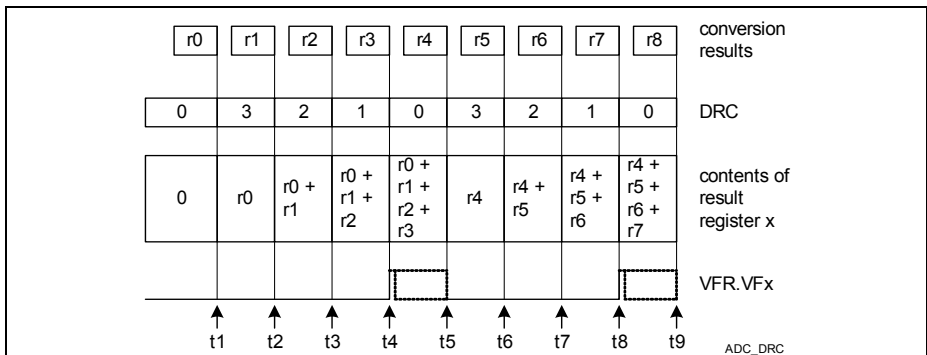 r0 r1 r2 r3 r4 r5 r6 r7 r8 conversion
results
0 3 2 1 0 3 2 1 0 DRC
0 r0 r0 + r1 r0 + r1 + r2 r0 + r1 + r2 + r3 r4 r4 + r5 r4 + r5 + r6 r4 + r5 + r6 + r7 contents of
result
register x
VFR.VFx
t1 t2 t3 t4 t5 t6 t7 t8 t9
ADC_DRC